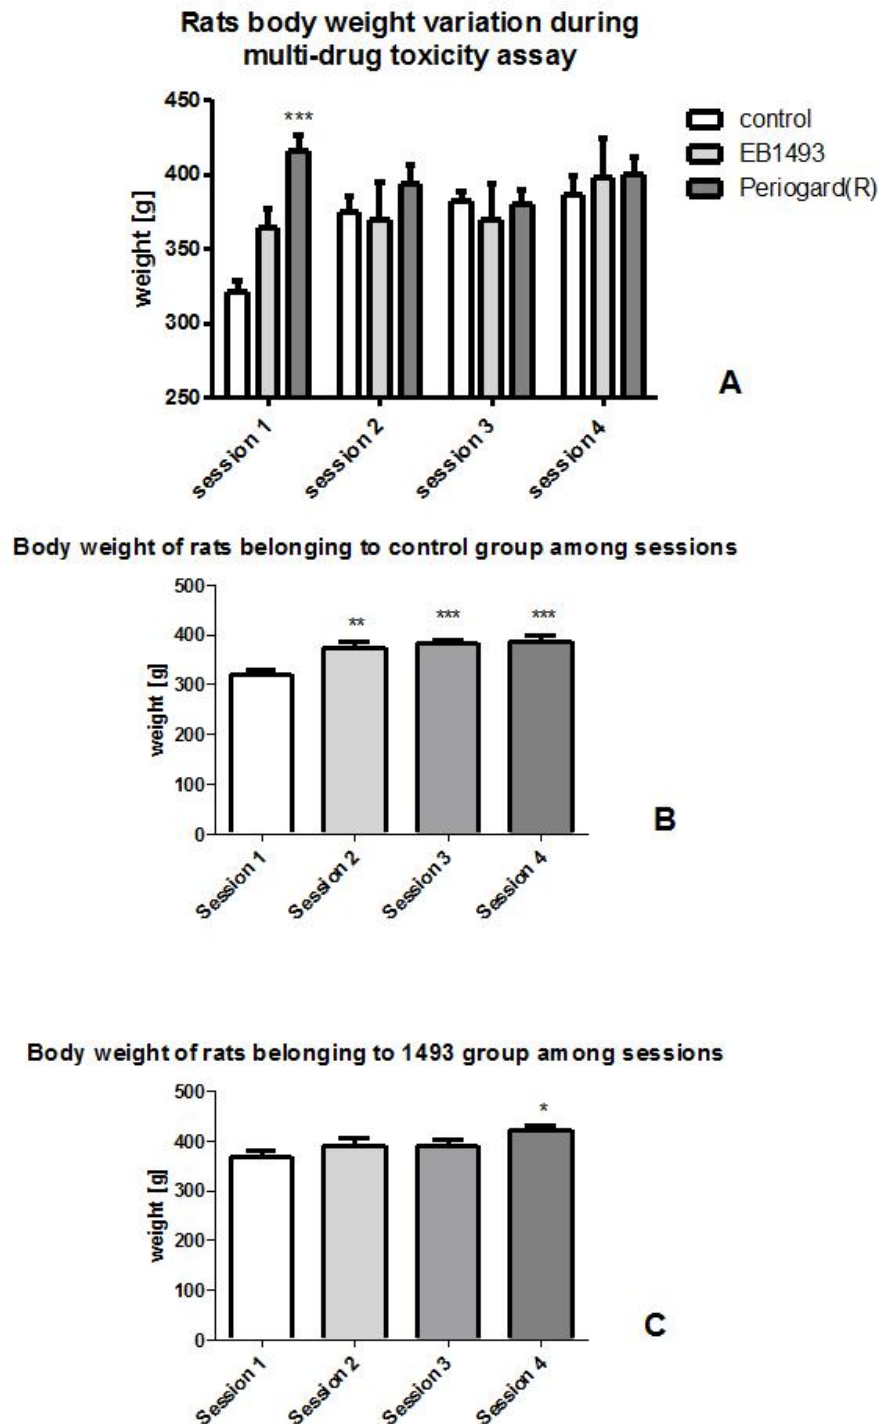 Rats body weight variation during
multi-drug toxicity assay
450
400
350
300
250
weight [g]
***
control
EB1493
Periogard(R)
session 1
session 2
session 3
session 4
A
Body weight of rats belonging to control group among sessions
500
400
300
200
100
0
weight [g]
**
***
***
Session 1
Session 2
Session 3
Session 4
B
Body weight of rats belonging to 1493 group among sessions
500
400
300
200
100
0
weight [g]
*
Session 1
Session 2
Session 3
Session 4
C